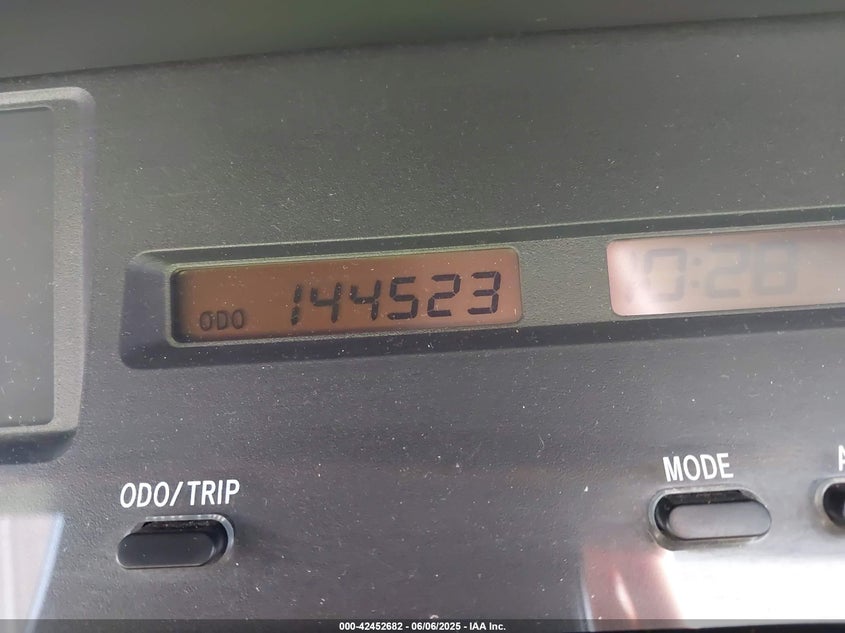 ODO 144523
10:28
ODO/TRIP
MODE
A
000-42452682 - 06/06/2025 - IAA Inc.